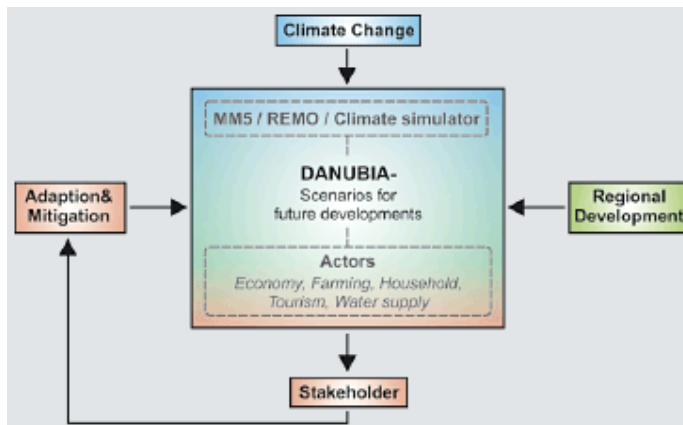 Climate Change
MM5 / REMO / Climate simulator
DANUBIA-
Scenarios for
future developments
Adaption&
Mitigation
Regional
Development
Actors
Economy, Farming, Household,
Tourism, Water supply
Stakeholder